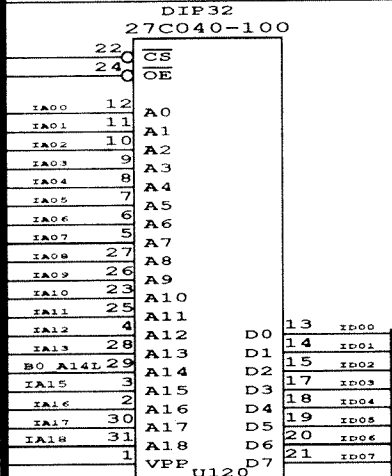 DIP32
27C040-100
22 CS
24 OE
IA00 12 A0
IA01 11 A1
IA02 10 A2
IA03 9 A3
IA04 8 A4
IA05 7 A5
IA06 6 A6
IA07 5 A7
IA08 27 A8
IA09 26 A9
IA10 23 A10
IA11 25 A11
IA12 4 A12 D0 13 ID00
IA13 28 A13 D1 14 ID01
B0 A14L 29 A14 D2 15 ID02
IA15 3 A15 D3 17 ID03
IA16 2 A16 D4 18 ID04
IA17 30 A17 D5 19 ID05
IA18 31 A18 D6 20 ID06
1 VPP D7 21 ID07
U120